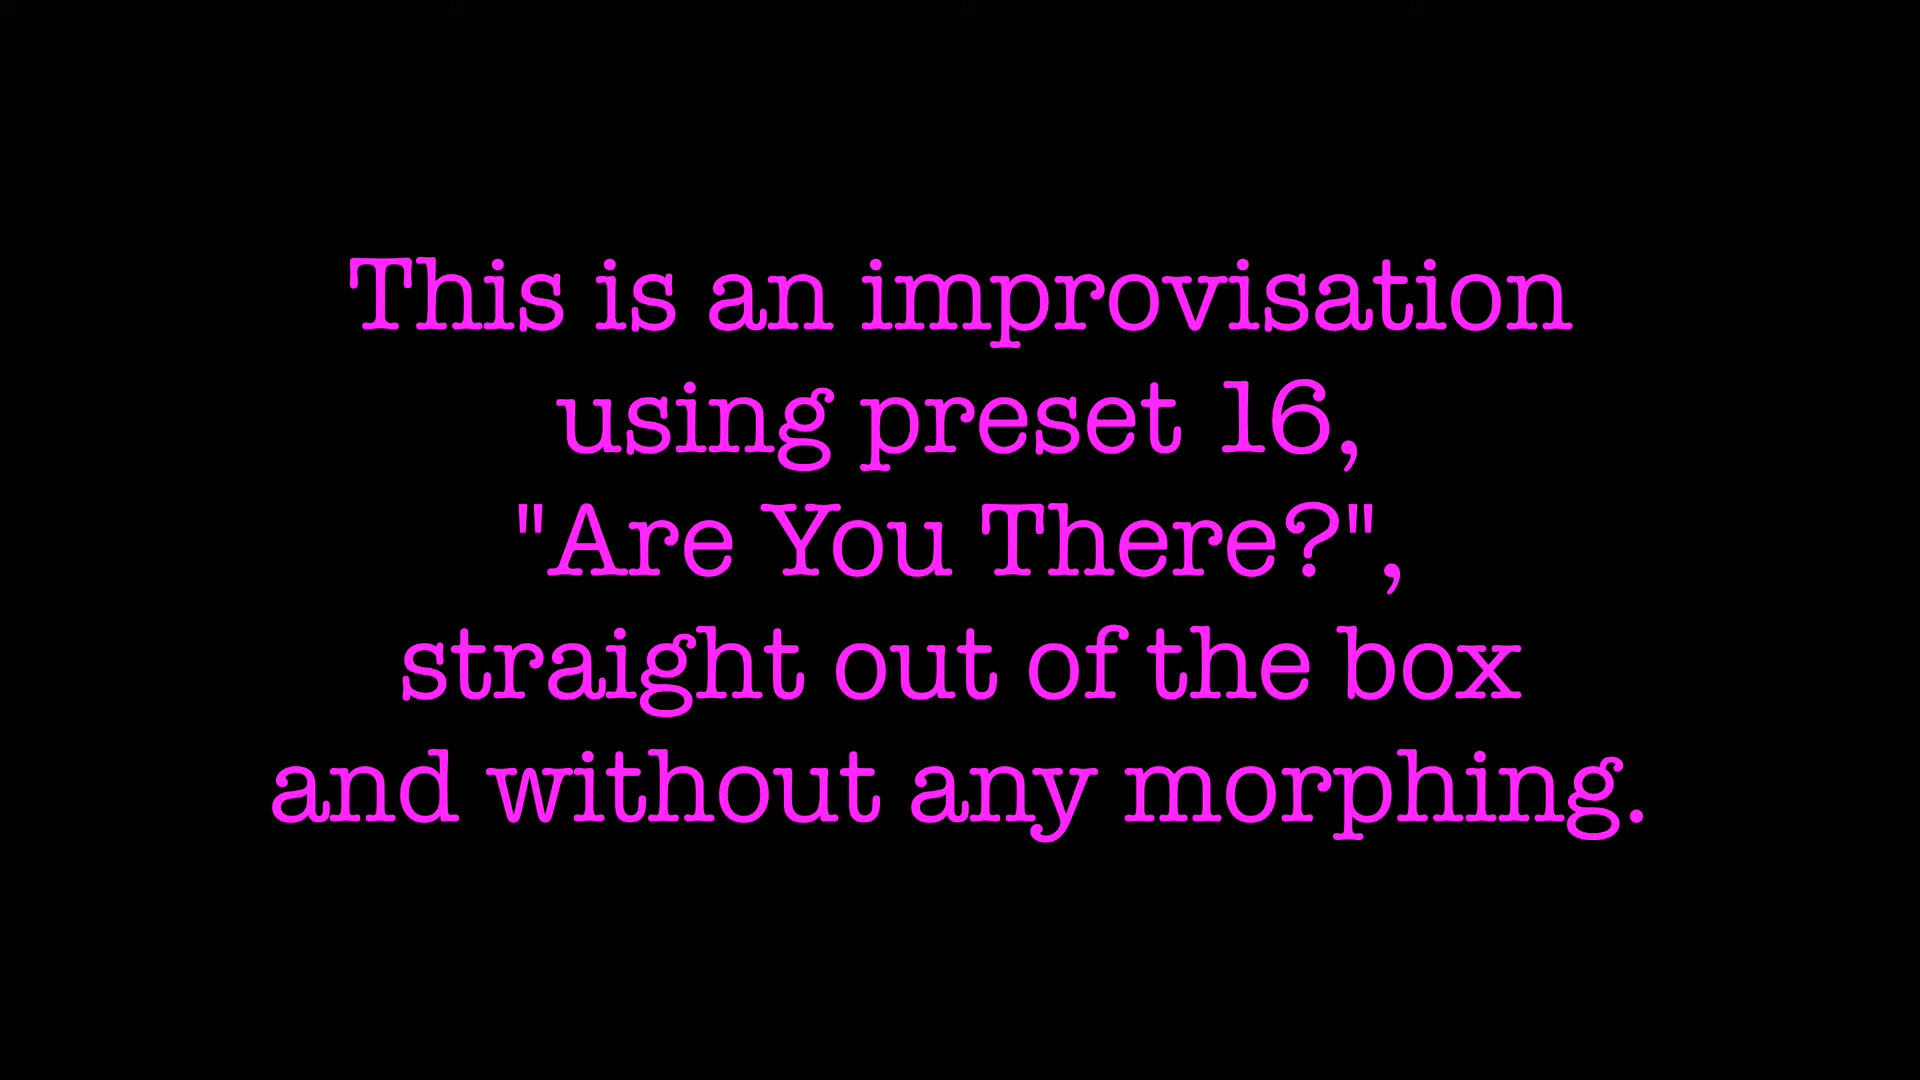 This is an improvisation
using preset 16,
"Are You There?",
straight out of the box
and without any morphing.